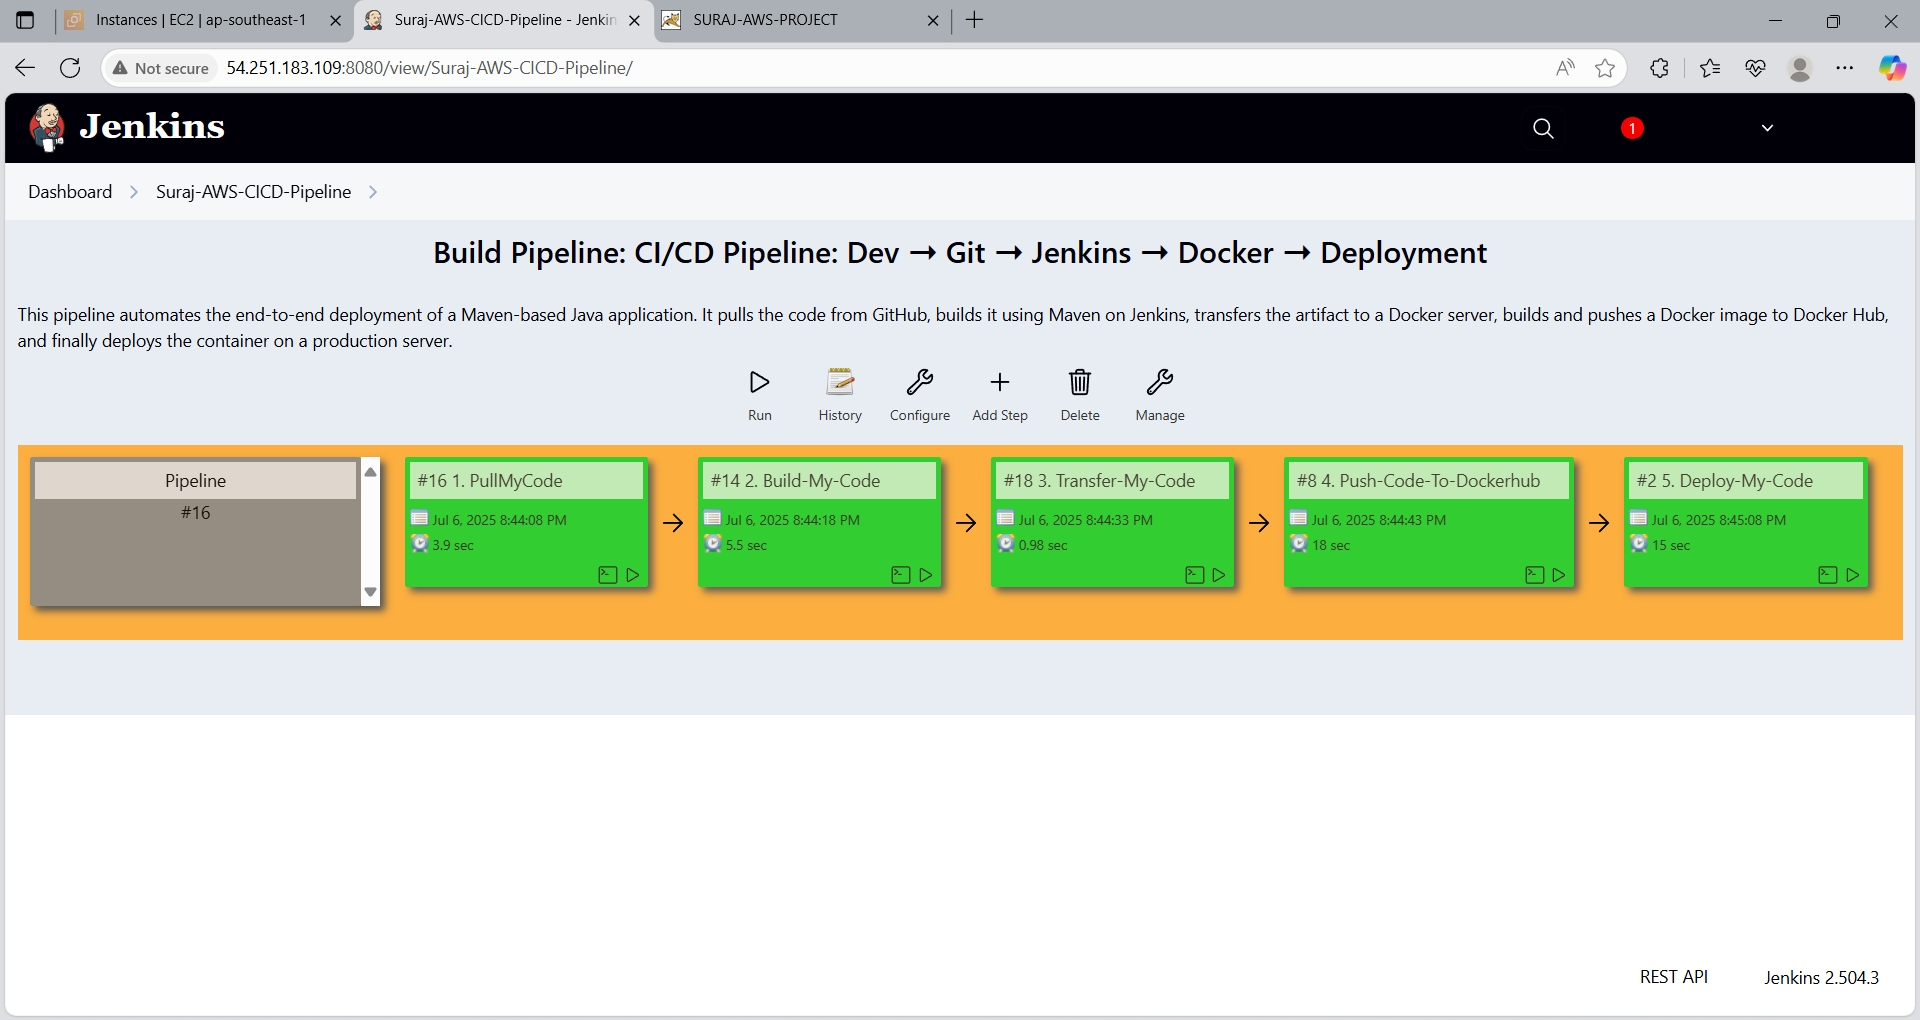 Instances | EC2 | ap-southeast-1
Suraj-AWS-CICD-Pipeline - Jenkin
SURAJ-AWS-PROJECT
Not secure
54.251.183.109:8080/view/Suraj-AWS-CICD-Pipeline/
Jenkins
1
Dashboard
Suraj-AWS-CICD-Pipeline
Build Pipeline: CI/CD Pipeline: Dev → Git → Jenkins → Docker → Deployment
This pipeline automates the end-to-end deployment of a Maven-based Java application. It pulls the code from GitHub, builds it using Maven on Jenkins, transfers the artifact to a Docker server, builds and pushes a Docker image to Docker Hub,
and finally deploys the container on a production server.
Run
History
Configure
Add Step
Delete
Manage
Pipeline
#16
#16 1. PullMyCode
Jul 6, 2025 8:44:08 PM
3.9 sec
#14 2. Build-My-Code
Jul 6, 2025 8:44:18 PM
5.5 sec
#18 3. Transfer-My-Code
Jul 6, 2025 8:44:33 PM
0.98 sec
#8 4. Push-Code-To-Dockerhub
Jul 6, 2025 8:44:43 PM
18 sec
#2 5. Deploy-My-Code
Jul 6, 2025 8:45:08 PM
15 sec
REST API
Jenkins 2.504.3